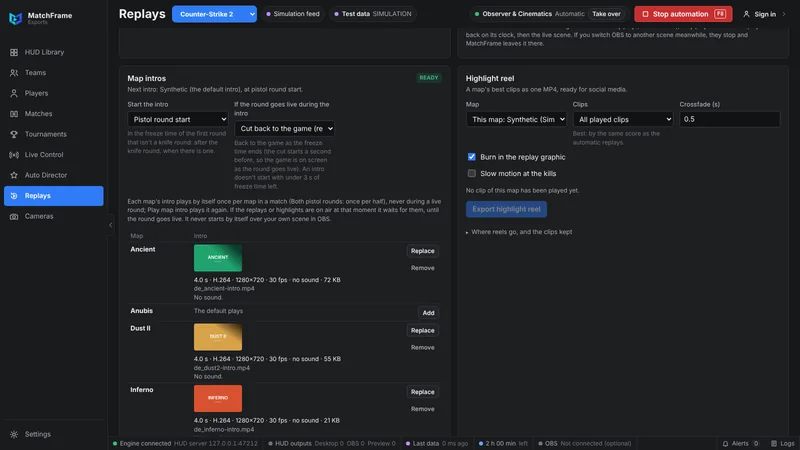 MatchFrame
Esports
Replays
Counter-Strike 2
Simulation feed
Test data SIMULATION
Observer & Cinematics Automatic Take over
Stop automation F8
Sign in
HUD Library
Teams
Players
Matches
Tournaments
Live Control
Auto Director
Replays
Cameras
Settings
back on its clock, then the live scene. If you switch OBS to another scene meanwhile, they stop and
MatchFrame leaves it there.
Map intros
READY
Next intro: Synthetic (the default intro), at pistol round start.
Start the intro
Pistol round start
In the freeze time of the first round
that isn't a knife round: after the
knife round, when there is one.
If the round goes live during the
intro
Cut back to the game (re
Back to the game as the freeze
time ends (the cut starts a second
before, so the game is on screen
as the round goes live). An intro
doesn't start with under 3 s of
freeze time left.
Each map's intro plays by itself once per map in a match (Both pistol rounds: once per half), never during a live
round; Play map intro plays it again. If the replays or highlights are on air at that moment it waits for them, until
the round goes live. It never starts by itself over your own scene in OBS.
Map Intro
Ancient
ANCIENT
Replace
Remove
4.0 s · H.264 · 1280×720 · 30 fps · no sound · 72 KB
de_ancient-intro.mp4
No sound.
Anubis The default plays Add
Dust II
DUST II
Replace
Remove
4.0 s · H.264 · 1280×720 · 30 fps · no sound · 55 KB
de_dust2-intro.mp4
No sound.
Inferno
INFERNO
Replace
Remove
4.0 s · H.264 · 1280×720 · 30 fps · no sound · 21 KB
de_inferno-intro.mp4
Highlight reel
A map's best clips as one MP4, ready for social media.
Map
This map: Synthetic (Sim
Clips
All played clips
Best: by the same score as the
automatic replays.
Crossfade (s)
0.5
Burn in the replay graphic
Slow motion at the kills
No clip of this map has been played yet.
Export highlight reel
Where reels go, and the clips kept
Engine connected HUD server 127.0.0.1:47212
HUD outputs Desktop 0 OBS 0 Preview 0
Last data 0 ms ago
2 h 00 min left
OBS Not connected (optional)
Alerts 0
Logs